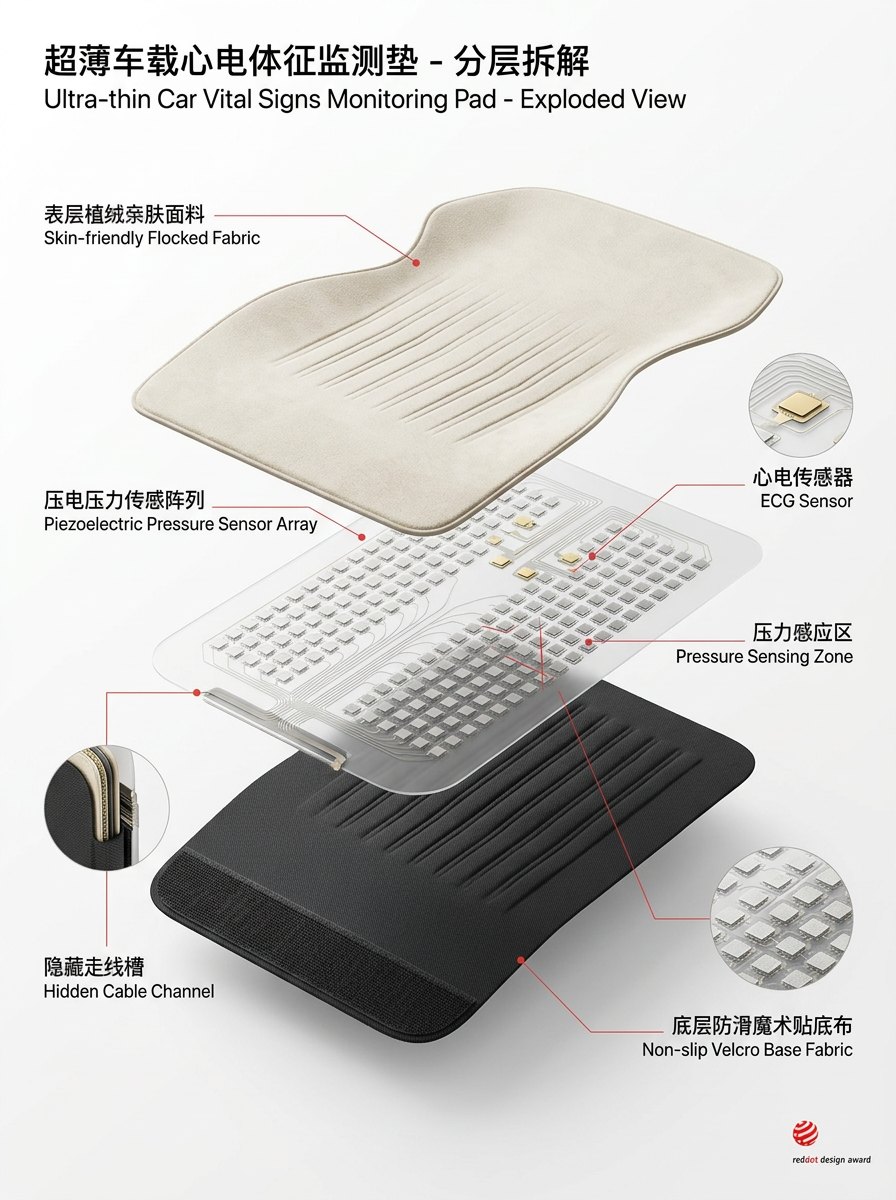 超薄车载心电体征监测垫 - 分层拆解
Ultra-thin Car Vital Signs Monitoring Pad - Exploded View
表层植绒亲肤面料
Skin-friendly Flocked Fabric
心电传感器
ECG Sensor
压电压力传感阵列
Piezoelectric Pressure Sensor Array
压力感应区
Pressure Sensing Zone
隐藏走线槽
Hidden Cable Channel
底层防滑魔术贴底布
Non-slip Velcro Base Fabric
reddot design award